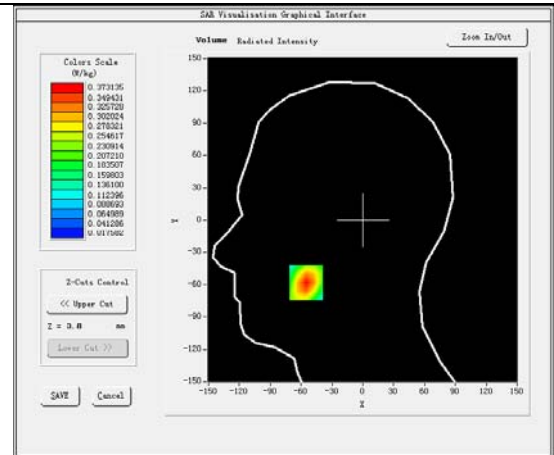 SAR Visualisation Graphical Interface
Volume Radiated Intensity
Zoom In/Out
Colors Scale
(W/kg)
0.373135
0.349431
0.325728
0.302024
0.278321
0.254617
0.230914
0.207210
0.183507
0.159803
0.136100
0.112396
0.088693
0.064989
0.041286
0.017582
Z-Cuts Control
<< Upper Cut
Z = 3.8 mm
Lower Cut >>
SAVE Cancel
150
120
90
60
30
0
-30
-60
-90
-120
-150
Y
-150 -120 -90 -60 -30 0 30 60 90 120 150
X